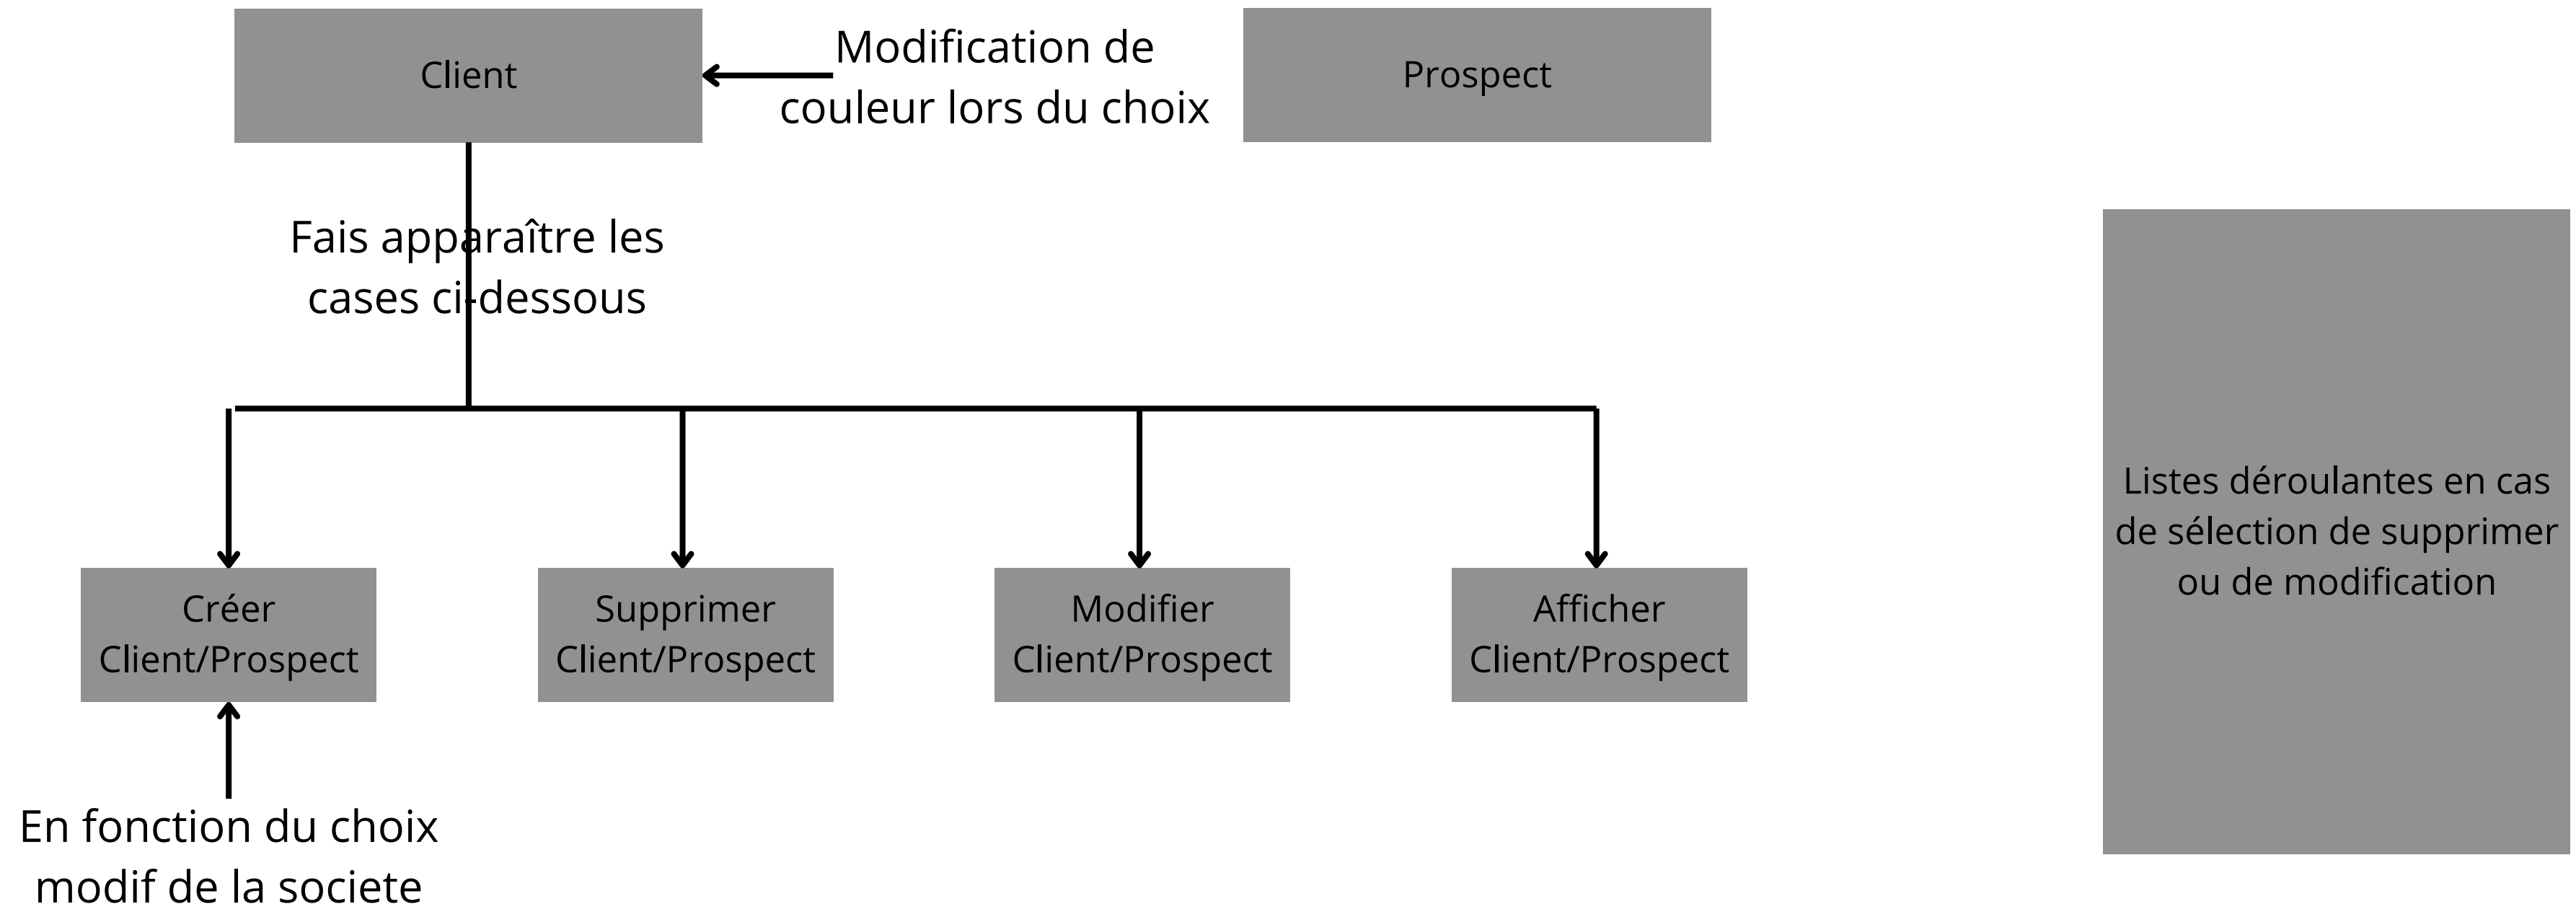 Client
Modification de
couleur lors du choix
Prospect
Fais apparaître les
cases ci-dessous
Listes déroulantes en cas
de sélection de supprimer
ou de modification
Créer
Client/Prospect
Supprimer
Client/Prospect
Modifier
Client/Prospect
Afficher
Client/Prospect
En fonction du choix
modif de la societe